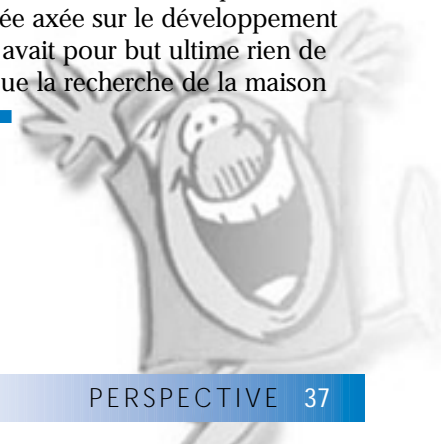 ée axée sur le développement
avait pour but ultime rien de
ue la recherche de la maison
PERSPECTIVE 37